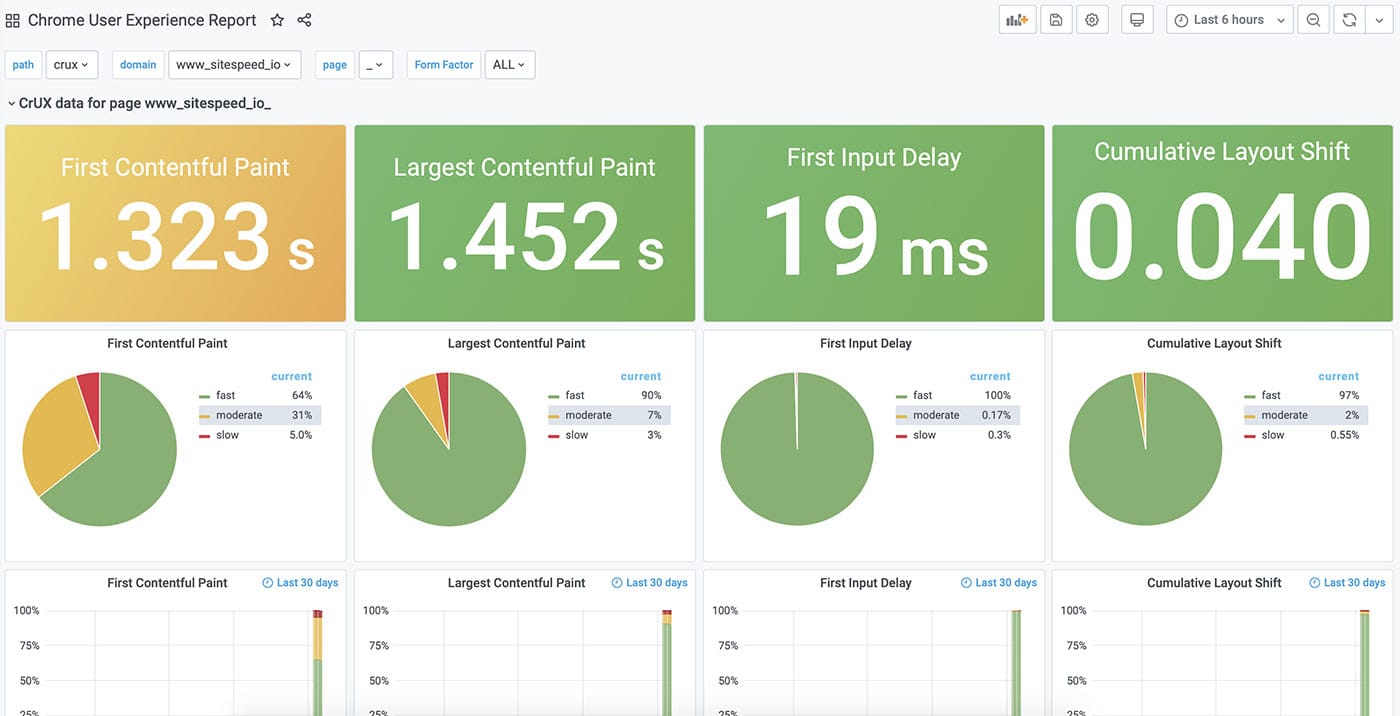 Chrome User Experience Report
Last 6 hours
path crux domain www_sitespeed_io page _ Form Factor ALL
CrUX data for page www_sitespeed_io_
First Contentful Paint
1.323 s
Largest Contentful Paint
1.452 s
First Input Delay
19 ms
Cumulative Layout Shift
0.040
First Contentful Paint
current
fast 64%
moderate 31%
slow 5.0%
Largest Contentful Paint
current
fast 90%
moderate 7%
slow 3%
First Input Delay
current
fast 100%
moderate 0.17%
slow 0.3%
Cumulative Layout Shift
current
fast 97%
moderate 2%
slow 0.55%
First Contentful Paint Last 30 days
100%
75%
50%
25%
Largest Contentful Paint Last 30 days
100%
75%
50%
25%
First Input Delay Last 30 days
100%
75%
50%
25%
Cumulative Layout Shift Last 30 days
100%
75%
50%
25%